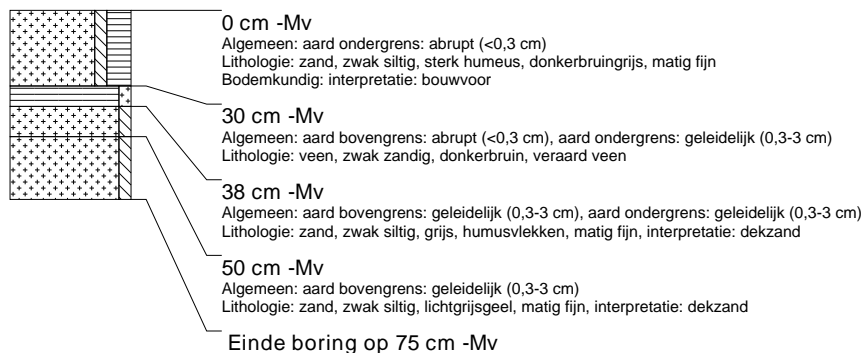 0 cm -Mv
Algemeen: aard ondergrens: abrupt (<0,3 cm)
Lithologie: zand, zwak siltig, sterk humeus, donkerbruingrijs, matig fijn
Bodemkundig: interpretatie: bouwvoor
30 cm -Mv
Algemeen: aard bovengrens: abrupt (<0,3 cm), aard ondergrens: geleidelijk (0,3-3 cm)
Lithologie: veen, zwak zandig, donkerbruin, veraard veen
38 cm -Mv
Algemeen: aard bovengrens: geleidelijk (0,3-3 cm), aard ondergrens: geleidelijk (0,3-3 cm)
Lithologie: zand, zwak siltig, grijs, humusvlekken, matig fijn, interpretatie: dekzand
50 cm -Mv
Algemeen: aard bovengrens: geleidelijk (0,3-3 cm)
Lithologie: zand, zwak siltig, lichtgrijsgeel, matig fijn, interpretatie: dekzand
Einde boring op 75 cm -Mv